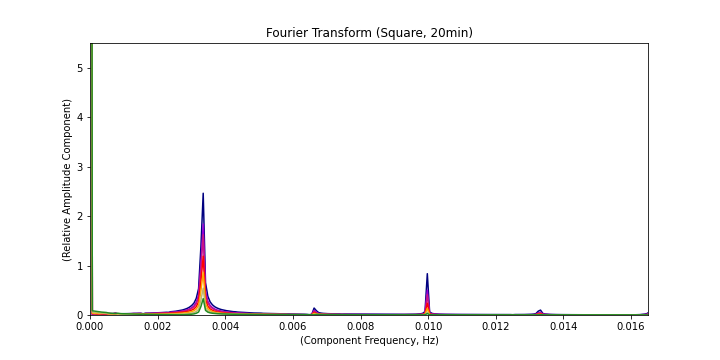 Fourier Transform (Square, 20min)
(Relative Amplitude Component)
5
4
3
2
1
0
0.000 0.002 0.004 0.006 0.008 0.010 0.012 0.014 0.016
(Component Frequency, Hz)